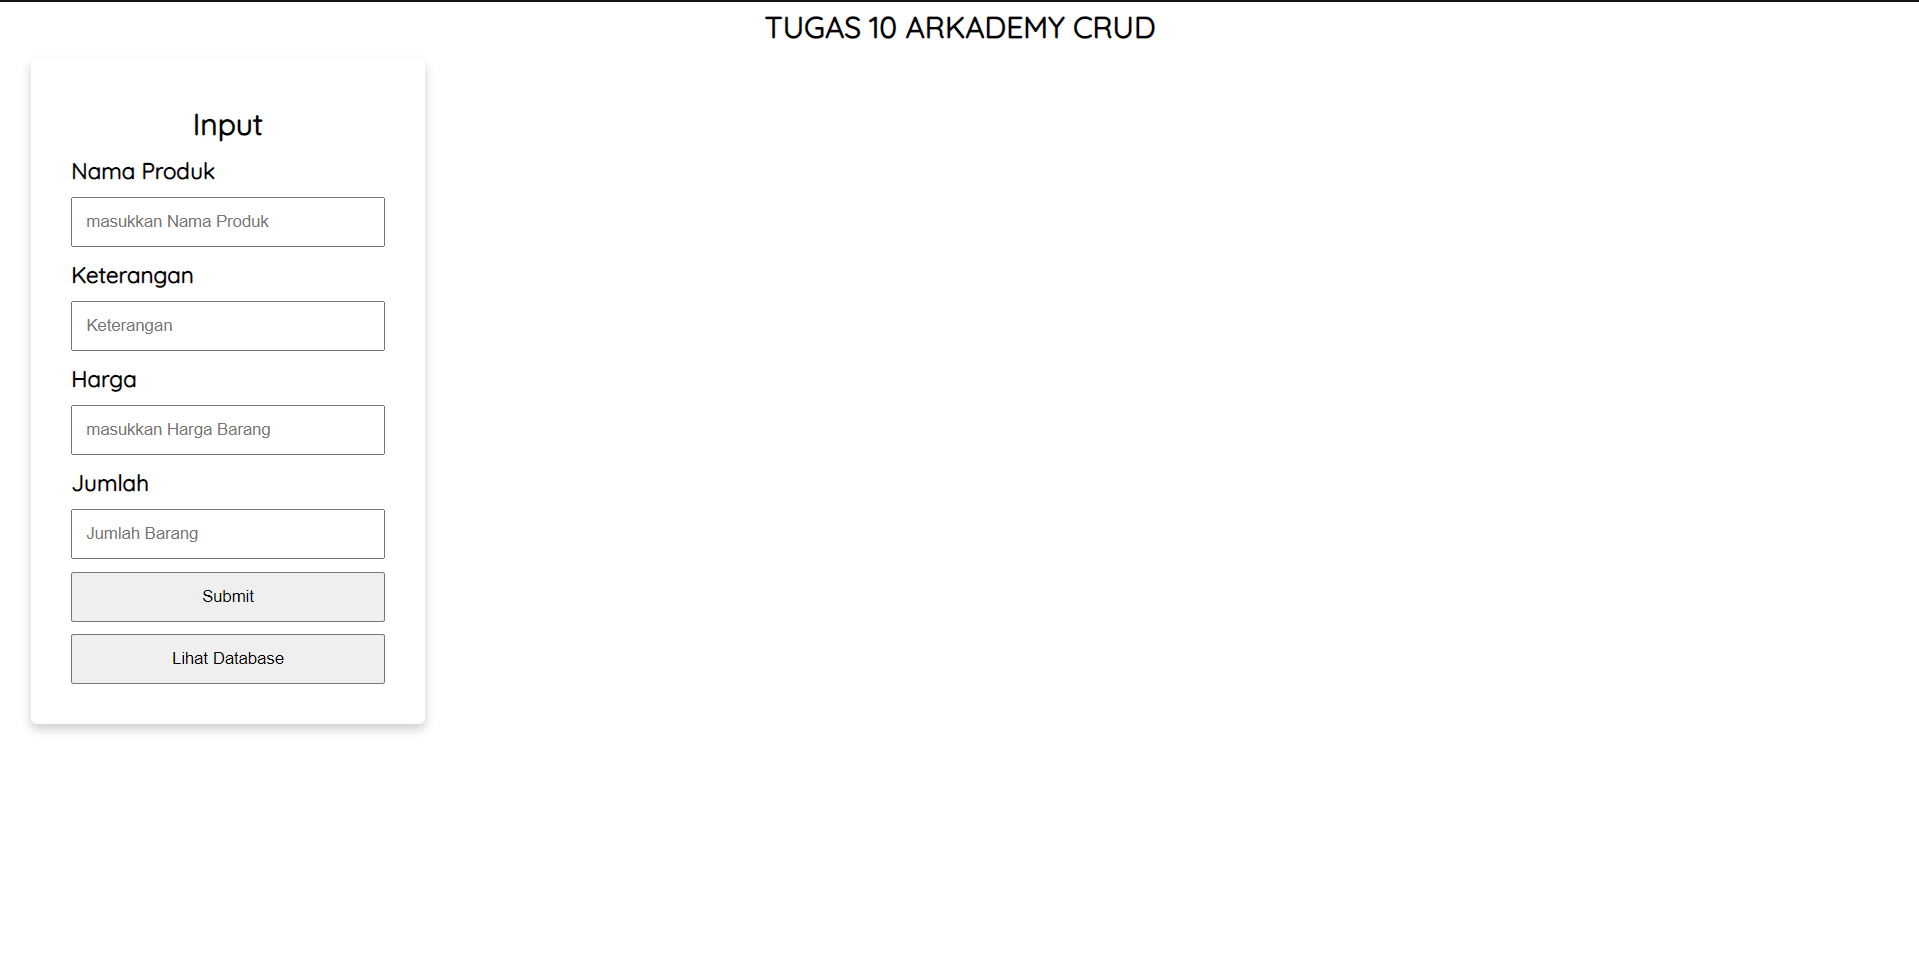 TUGAS 10 ARKADEMY CRUD
Input
Nama Produk
masukkan Nama Produk
Keterangan
Keterangan
Harga
masukkan Harga Barang
Jumlah
Jumlah Barang
Submit
Lihat Database